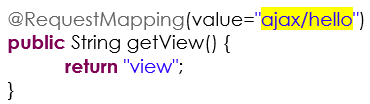 @RequestMapping(value="ajax/hello")
public String getView() {
return "view";
}